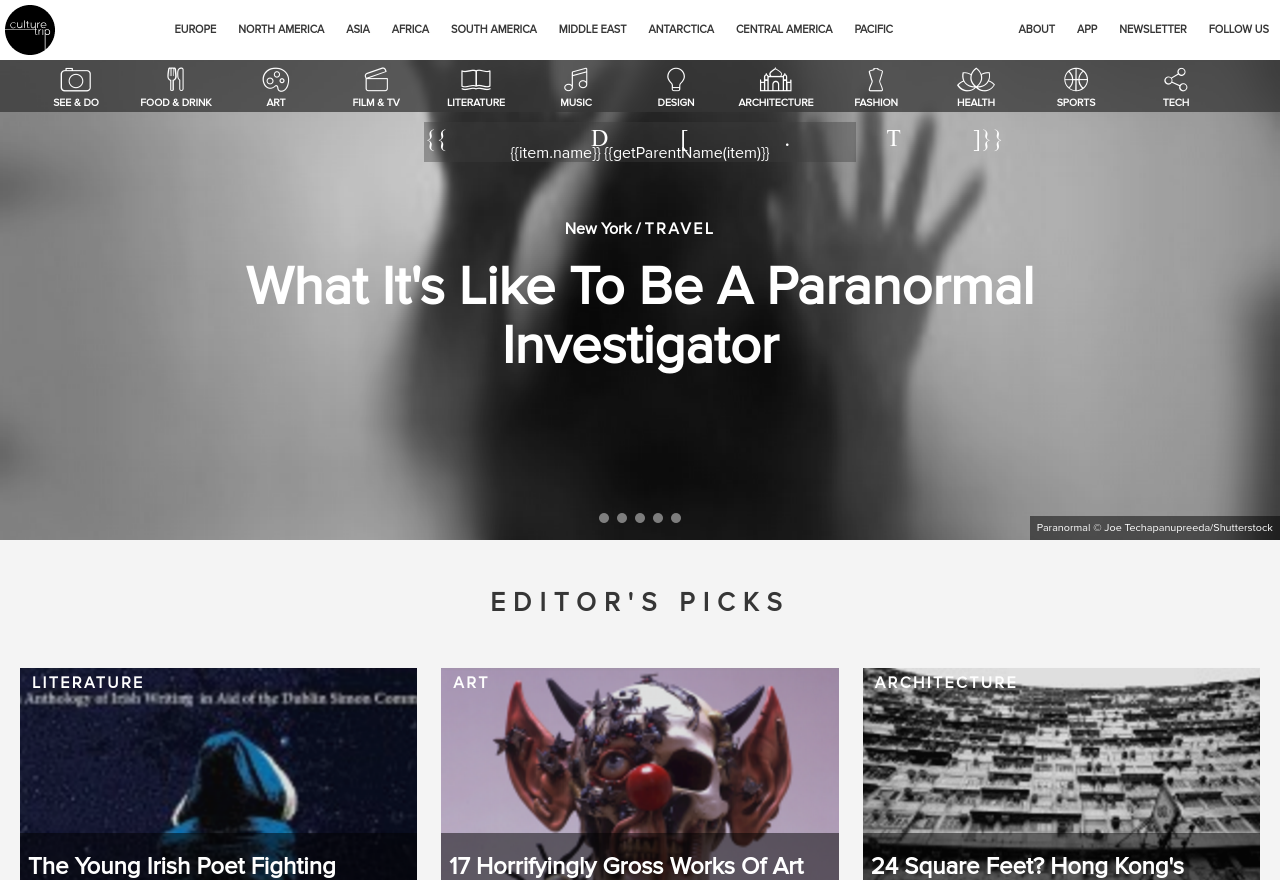 culture
trip
EUROPE NORTH AMERICA ASIA AFRICA SOUTH AMERICA MIDDLE EAST ANTARCTICA CENTRAL AMERICA PACIFIC ABOUT APP NEWSLETTER FOLLOW US
SEE & DO FOOD & DRINK ART FILM & TV LITERATURE MUSIC DESIGN ARCHITECTURE FASHION HEALTH SPORTS TECH
{{ D [ . T ]}}
{{item.name}} {{getParentName(item)}}
New York / TRAVEL
What It's Like To Be A Paranormal
Investigator
Paranormal © Joe Techapanupreeda/Shutterstock
EDITOR'S PICKS
LITERATURE
Anthology of Irish Writing in Aid of the Dublin Simon Comm
The Young Irish Poet Fighting
ART
17 Horrifyingly Gross Works Of Art
ARCHITECTURE
24 Square Feet? Hong Kong's